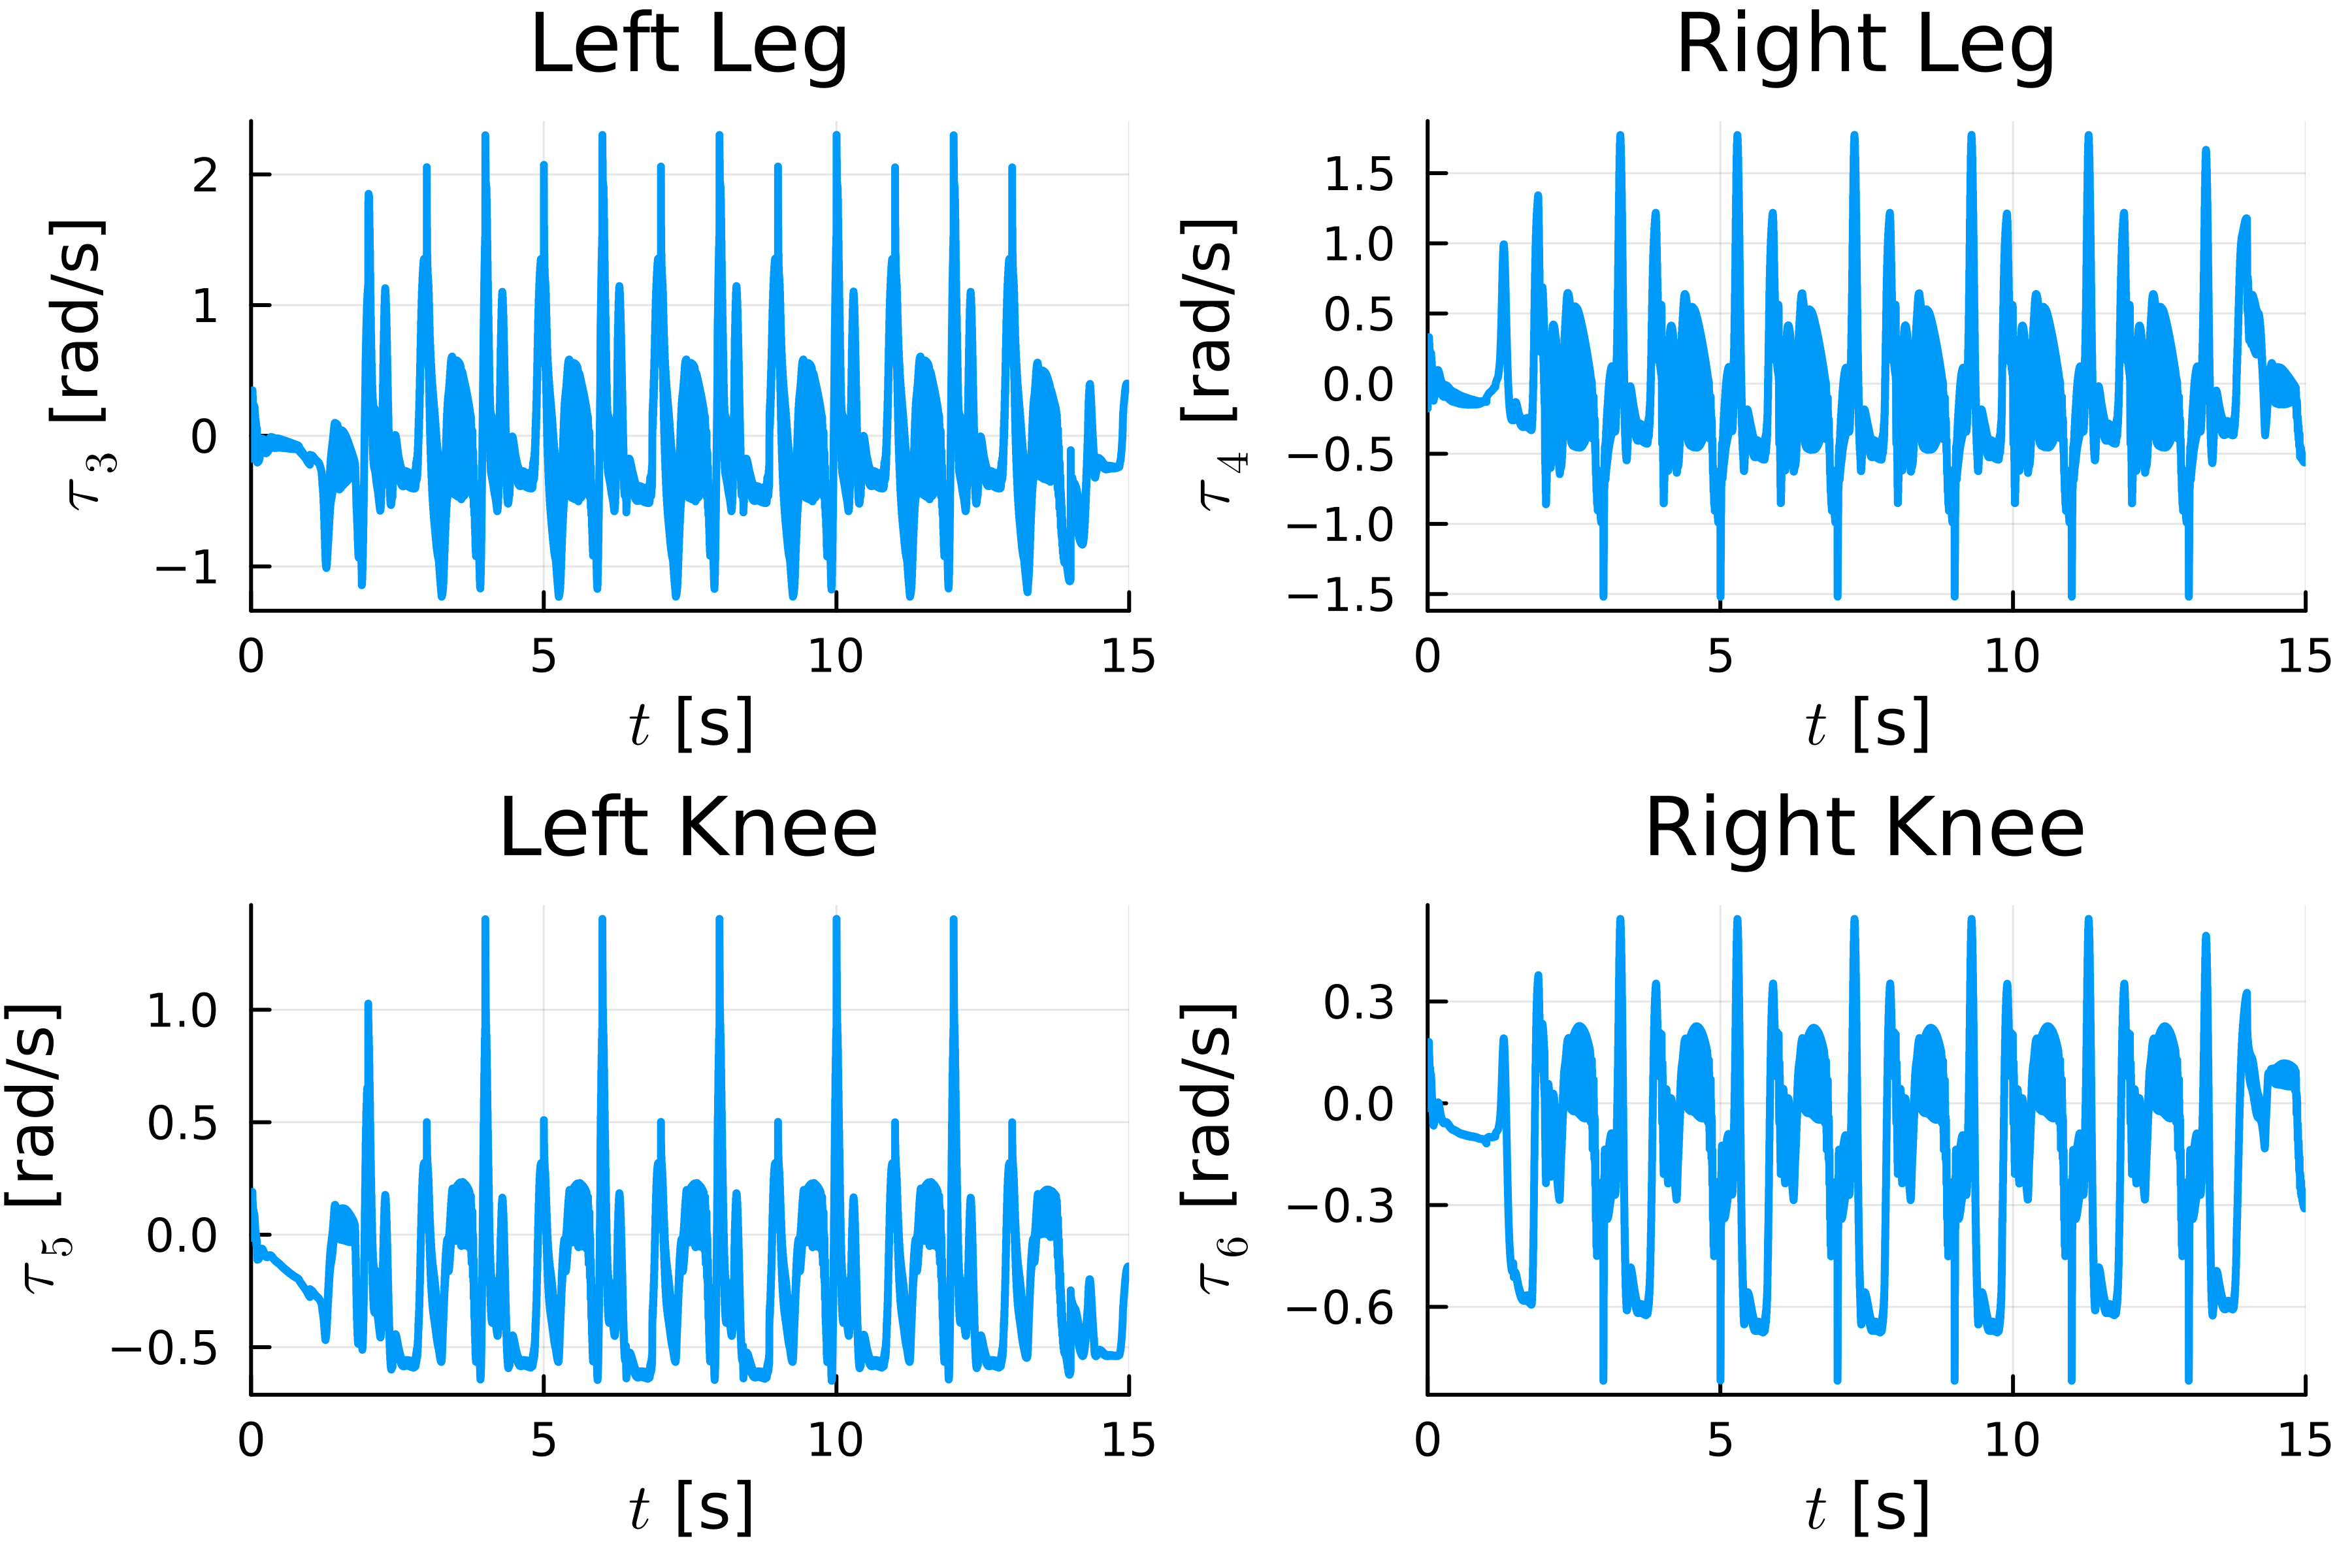 Left Leg
τ₃ [rad/s]
2
1
0
−1
0 5 10 15
t [s]
Right Leg
τ₄ [rad/s]
1.5
1.0
0.5
0.0
−0.5
−1.0
−1.5
0 5 10 15
t [s]
Left Knee
τ₅ [rad/s]
1.0
0.5
0.0
−0.5
0 5 10 15
t [s]
Right Knee
τ₆ [rad/s]
0.3
0.0
−0.3
−0.6
0 5 10 15
t [s]